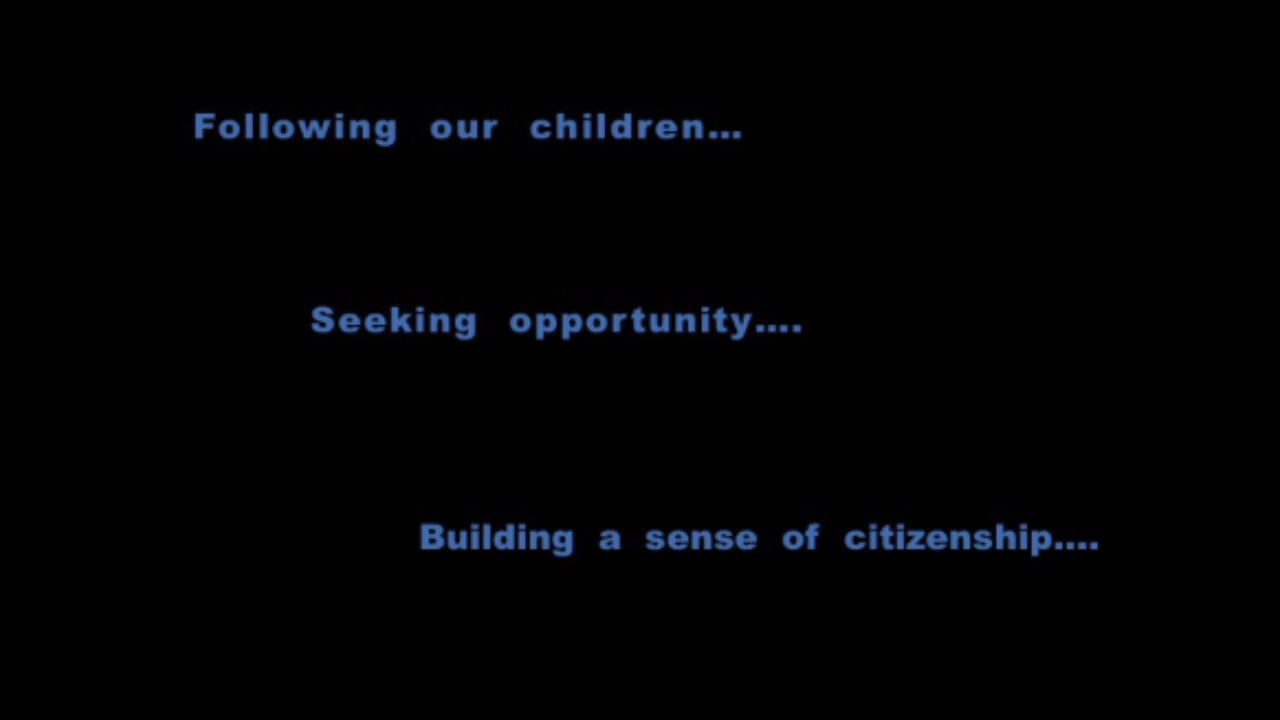 Following our children...
Seeking opportunity....
Building a sense of citizenship....